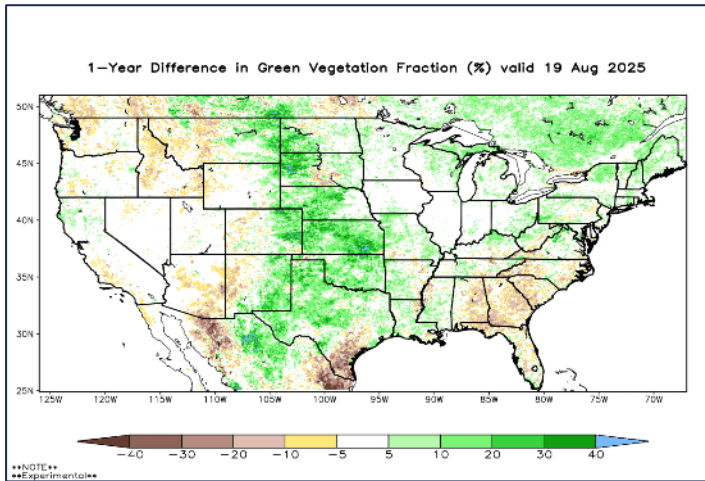 1-Year Difference in Green Vegetation Fraction (%) valid 19 Aug 2025
50N
45N
40N
35N
30N
25N
125W 120W 115W 110W 105W 100W 95W 90W 85W 80W 75W 70W
-40 -30 -20 -10 -5 5 10 20 30 40
**NOTE**
**Experimental**